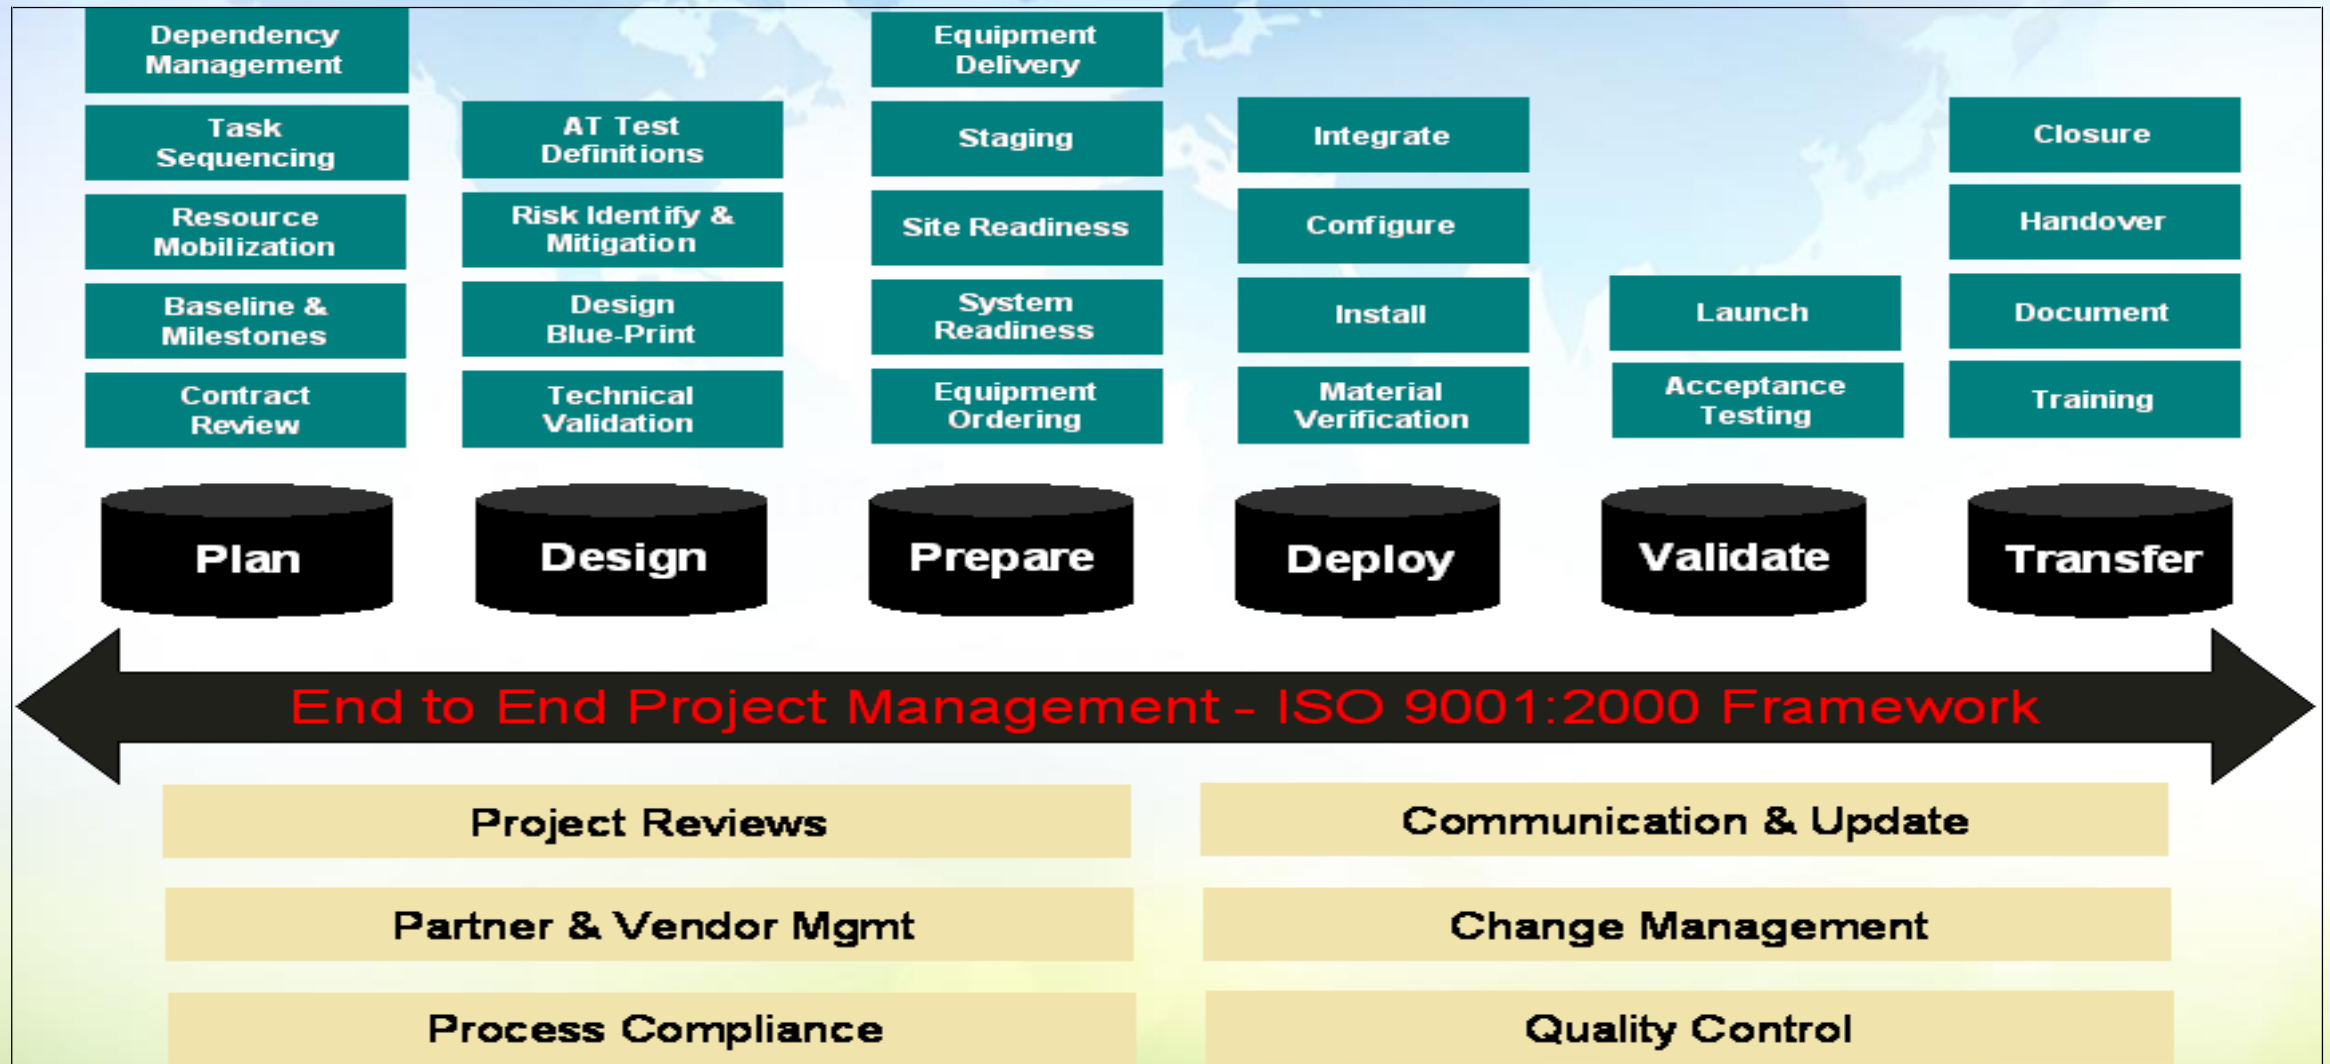 Dependency
Management
Task
Sequencing
Resource
Mobilization
Baseline &
Milestones
Contract
Review
AT Test
Definitions
Risk Identify &
Mitigation
Design
Blue-Print
Technical
Validation
Equipment
Delivery
Staging
Site Readiness
System
Readiness
Equipment
Ordering
Integrate
Configure
Install
Material
Verification
Launch
Acceptance
Testing
Closure
Handover
Document
Training
Plan
Design
Prepare
Deploy
Validate
Transfer
End to End Project Management - ISO 9001:2000 Framework
Project Reviews
Communication & Update
Partner & Vendor Mgmt
Change Management
Process Compliance
Quality Control